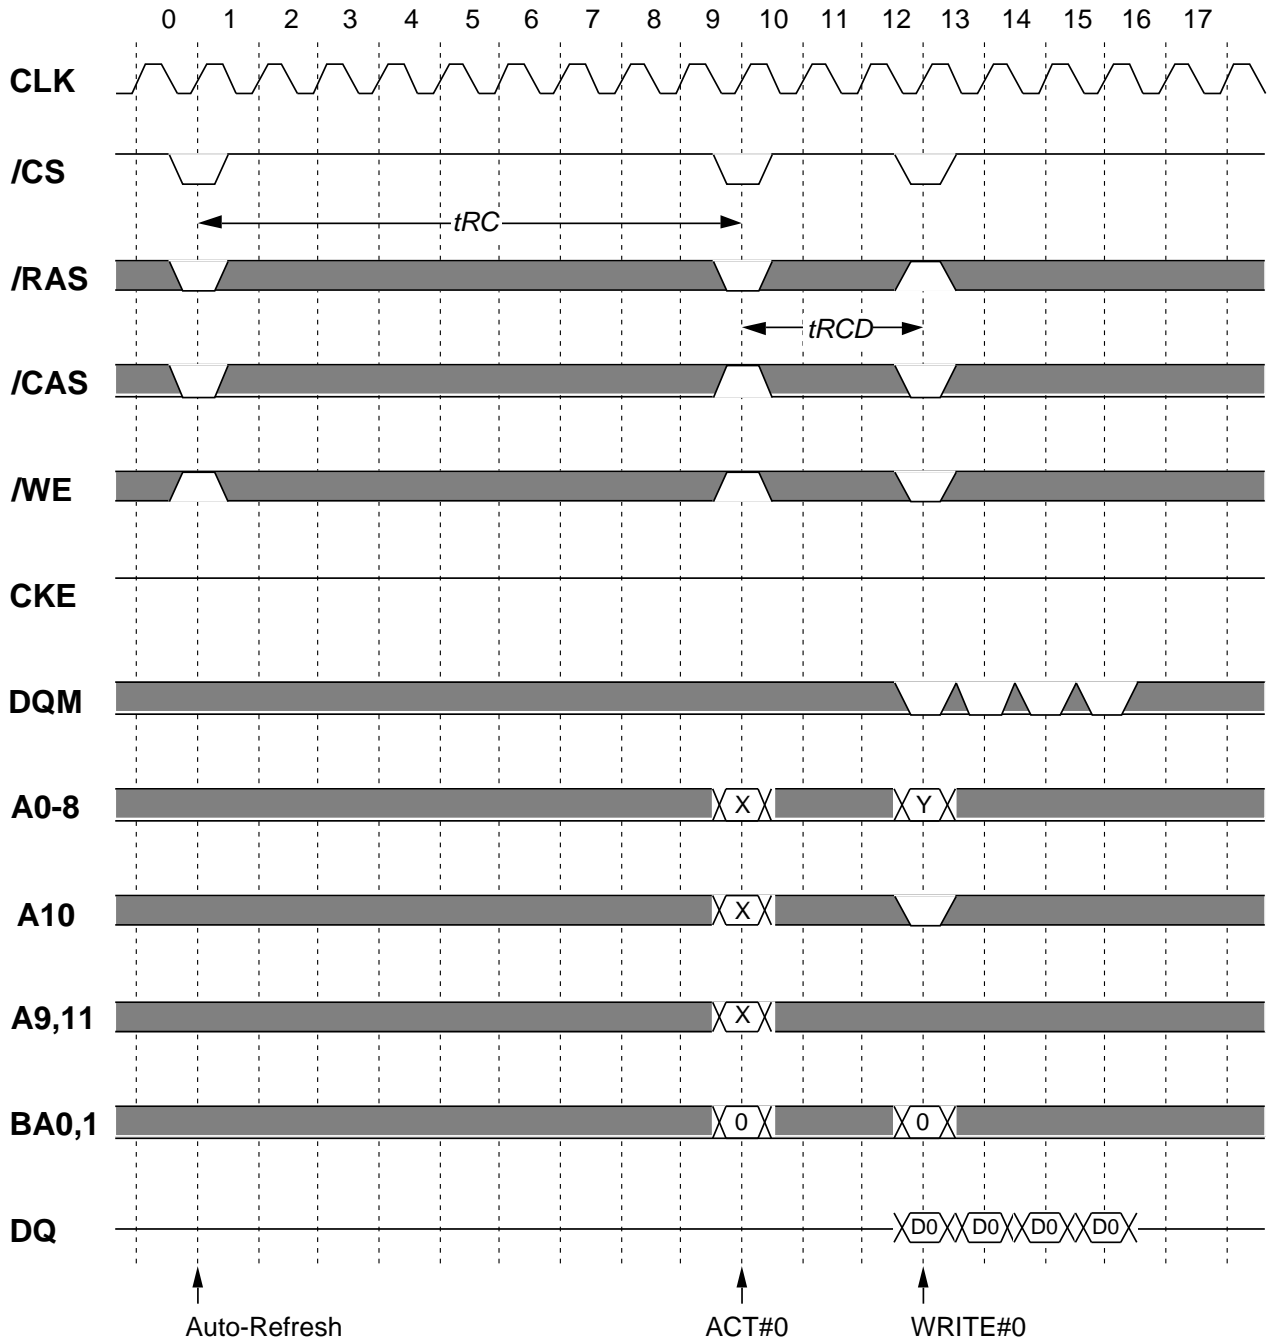 0 1 2 3 4 5 6 7 8 9 10 11 12 13 14 15 16 17
CLK
/CS
tRC
/RAS
tRCD
/CAS
/WE
CKE
DQM
A0-8 X Y
A10 X
A9,11 X
BA0,1 0 0
DQ D0 D0 D0 D0
Auto-Refresh ACT#0 WRITE#0